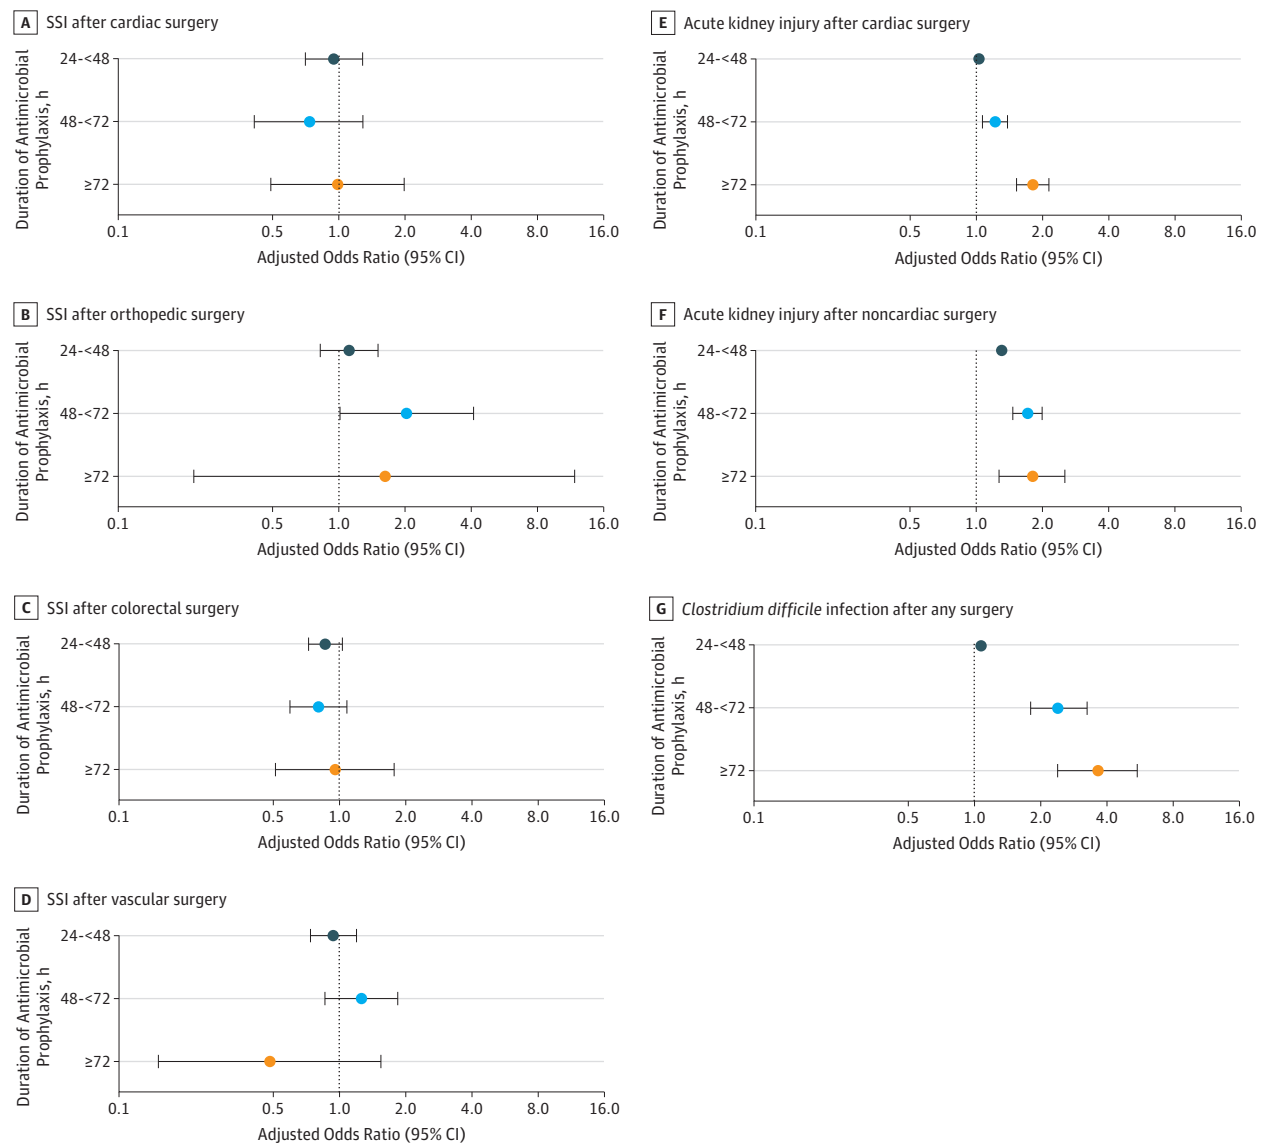 A SSI after cardiac surgery
Duration of Antimicrobial
Prophylaxis, h
24-<48
48-<72
≥72
0.1 0.5 1.0 2.0 4.0 8.0 16.0
Adjusted Odds Ratio (95% CI)
B SSI after orthopedic surgery
Duration of Antimicrobial
Prophylaxis, h
24-<48
48-<72
≥72
0.1 0.5 1.0 2.0 4.0 8.0 16.0
Adjusted Odds Ratio (95% CI)
C SSI after colorectal surgery
Duration of Antimicrobial
Prophylaxis, h
24-<48
48-<72
≥72
0.1 0.5 1.0 2.0 4.0 8.0 16.0
Adjusted Odds Ratio (95% CI)
D SSI after vascular surgery
Duration of Antimicrobial
Prophylaxis, h
24-<48
48-<72
≥72
0.1 0.5 1.0 2.0 4.0 8.0 16.0
Adjusted Odds Ratio (95% CI)
E Acute kidney injury after cardiac surgery
Duration of Antimicrobial
Prophylaxis, h
24-<48
48-<72
≥72
0.1 0.5 1.0 2.0 4.0 8.0 16.0
Adjusted Odds Ratio (95% CI)
F Acute kidney injury after noncardiac surgery
Duration of Antimicrobial
Prophylaxis, h
24-<48
48-<72
≥72
0.1 0.5 1.0 2.0 4.0 8.0 16.0
Adjusted Odds Ratio (95% CI)
G Clostridium difficile infection after any surgery
Duration of Antimicrobial
Prophylaxis, h
24-<48
48-<72
≥72
0.1 0.5 1.0 2.0 4.0 8.0 16.0
Adjusted Odds Ratio (95% CI)